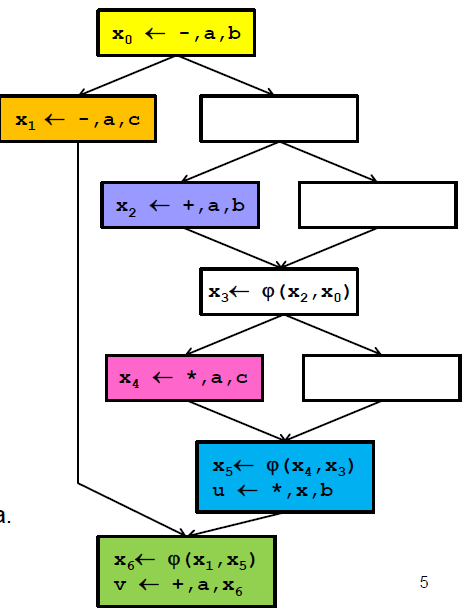 x₀ ← -,a,b
x₁ ← -,a,c
x₂ ← +,a,b
x₃← φ(x₂,x₀)
x₄ ← *,a,c
x₅← φ(x₄,x₃)
u ← *,x,b
a.
x₆← φ(x₁,x₅)
v ← +,a,x₆
5